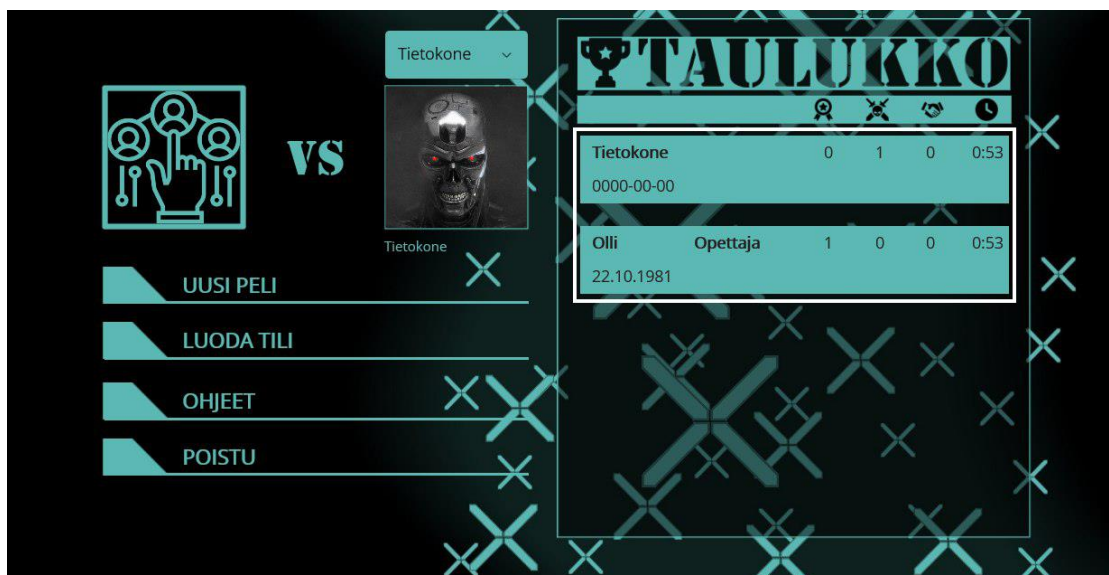 Tietokone
VS
Tietokone
UUSI PELI
LUODA TILI
OHJEET
POISTU
TAULUKKO
Tietokone 0 1 0 0:53
0000-00-00
Olli Opettaja 1 0 0 0:53
22.10.1981